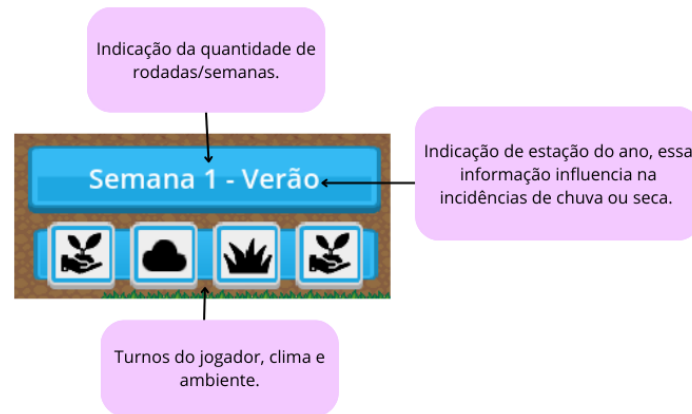 Indicação da quantidade de
rodadas/semanas.
Semana 1 - Verão
Indicação de estação do ano, essa
informação influencia na
incidências de chuva ou seca.
Turnos do jogador, clima e
ambiente.